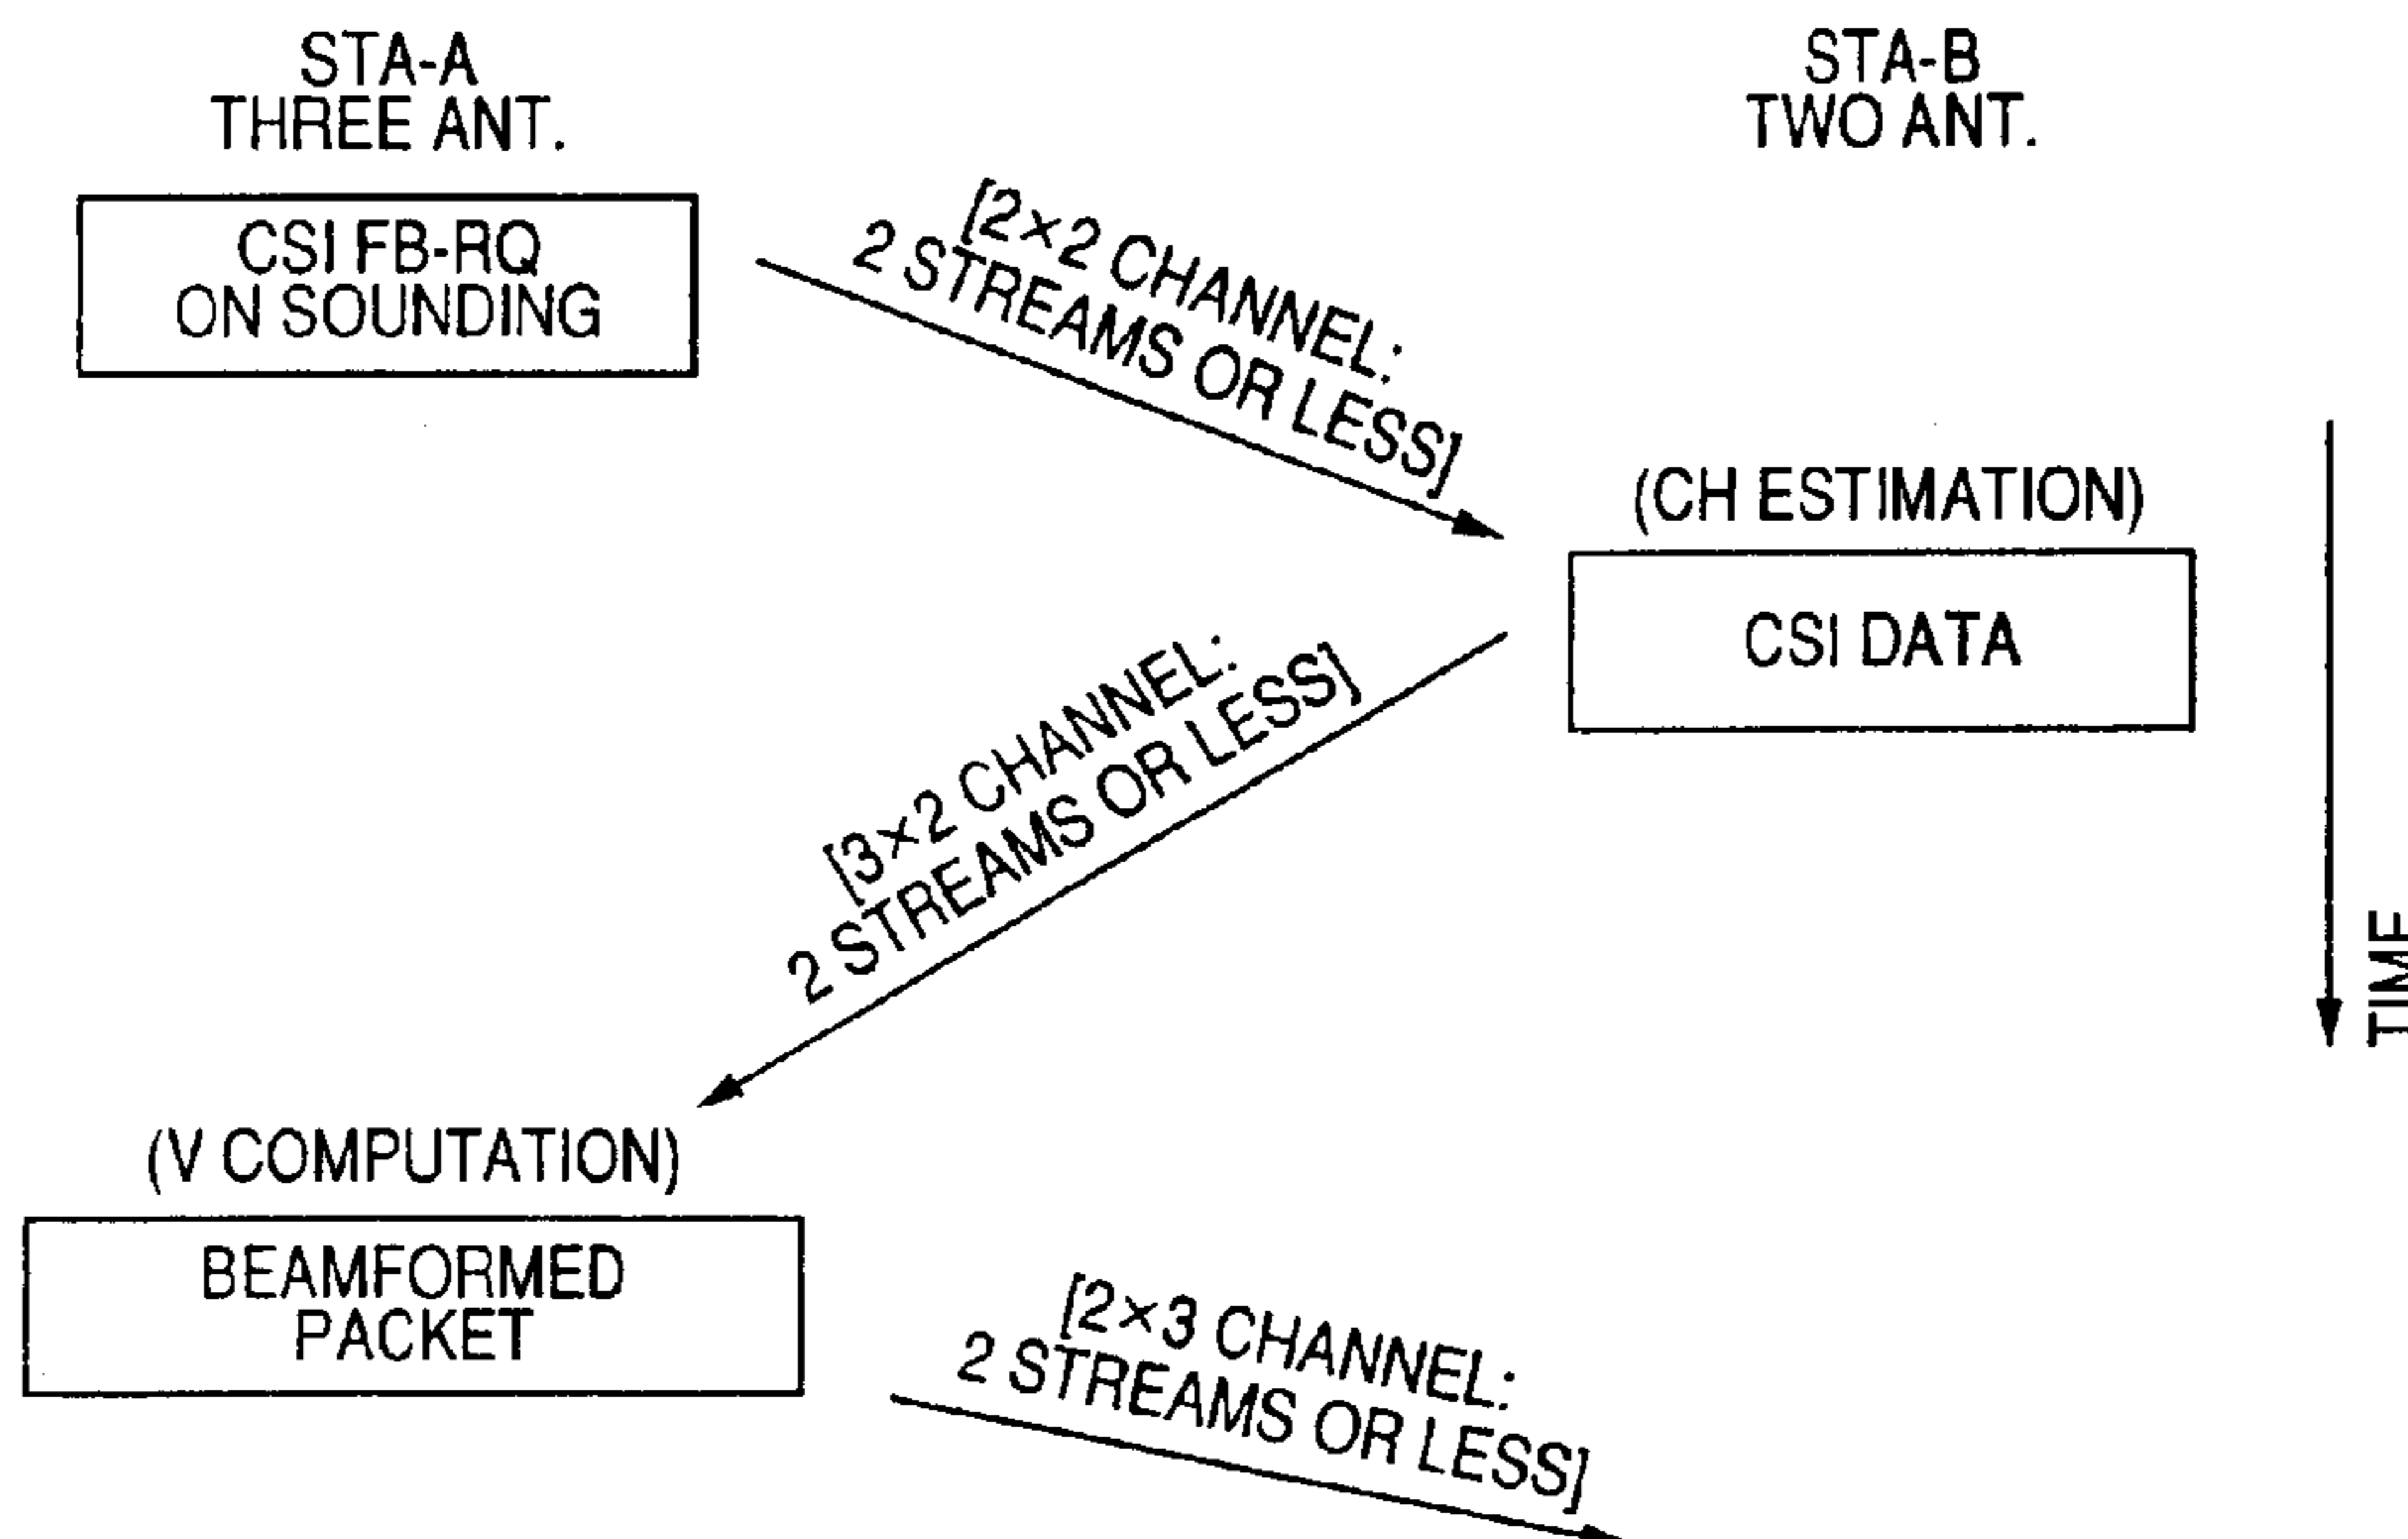 STA-A
THREE ANT.
STA-B
TWO ANT.
CSI FB-RQ
ON SOUNDING
[2×2 CHANNEL:
2 STREAMS OR LESS]
(CH ESTIMATION)
CSI DATA
[3×2 CHANNEL:
2 STREAMS OR LESS]
TIME
(V COMPUTATION)
BEAMFORMED
PACKET
[2×3 CHANNEL:
2 STREAMS OR LESS]